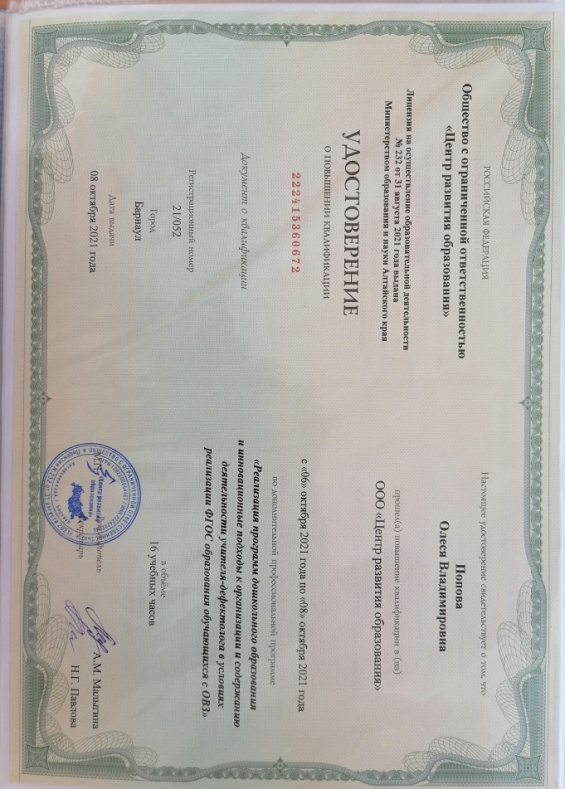 РОССИЙСКАЯ ФЕДЕРАЦИЯ
Общество с ограниченной ответственностью
«Центр развития образования»
Лицензия на осуществление образовательной деятельности
№ 232 от 31 августа 2021 года выдана
Министерством образования и науки Алтайского края
УДОСТОВЕРЕНИЕ
О ПОВЫШЕНИИ КВАЛИФИКАЦИИ
222415360672
Документ о квалификации
Регистрационный номер
21/052
Город
Барнаул
Дата выдачи
08 октября 2021 года
Настоящее удостоверение свидетельствует о том, что
Попова
Олеся Владимировна
прошел(а) повышение квалификации в (на)
ООО «Центр развития образования»
с «06» октября 2021 года по «08» октября 2021 года
по дополнительной профессиональной программе
«Реализация программ дошкольного образования
и инновационные подходы к организации и содержанию
деятельности учителя-дефектолога в условиях
реализации ФГОС образования обучающихся с ОВЗ»
в объёме
16 учебных часов
А.М. Малыгина
Н.Г. Павлова